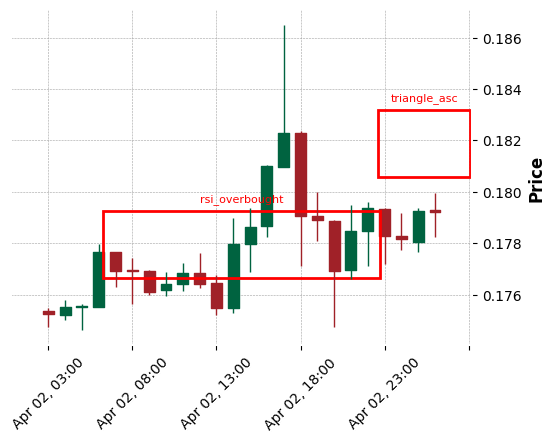 0.186
0.184
triangle_asc
0.182
0.180
rsi_overbought
0.178
0.176
Price
Apr 02, 03:00
Apr 02, 08:00
Apr 02, 13:00
Apr 02, 18:00
Apr 02, 23:00